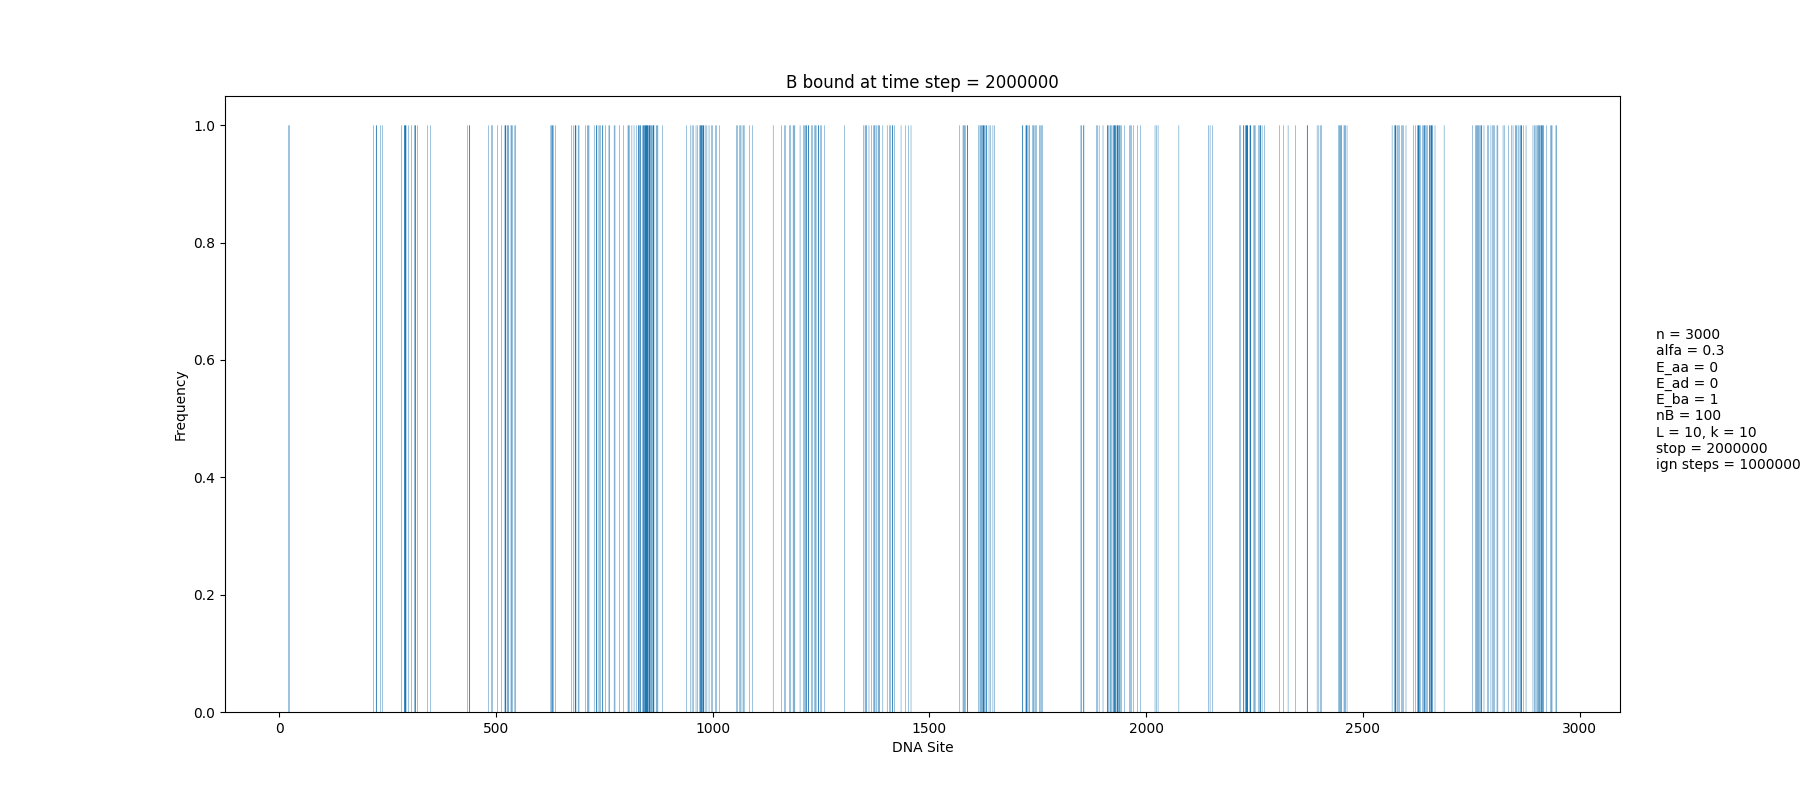 B bound at time step = 2000000
1.0
0.8
0.6
0.4
0.2
0.0
Frequency
0 500 1000 1500 2000 2500 3000
DNA Site
n = 3000
alfa = 0.3
E_aa = 0
E_ad = 0
E_ba = 1
nB = 100
L = 10, k = 10
stop = 2000000
ign steps = 1000000